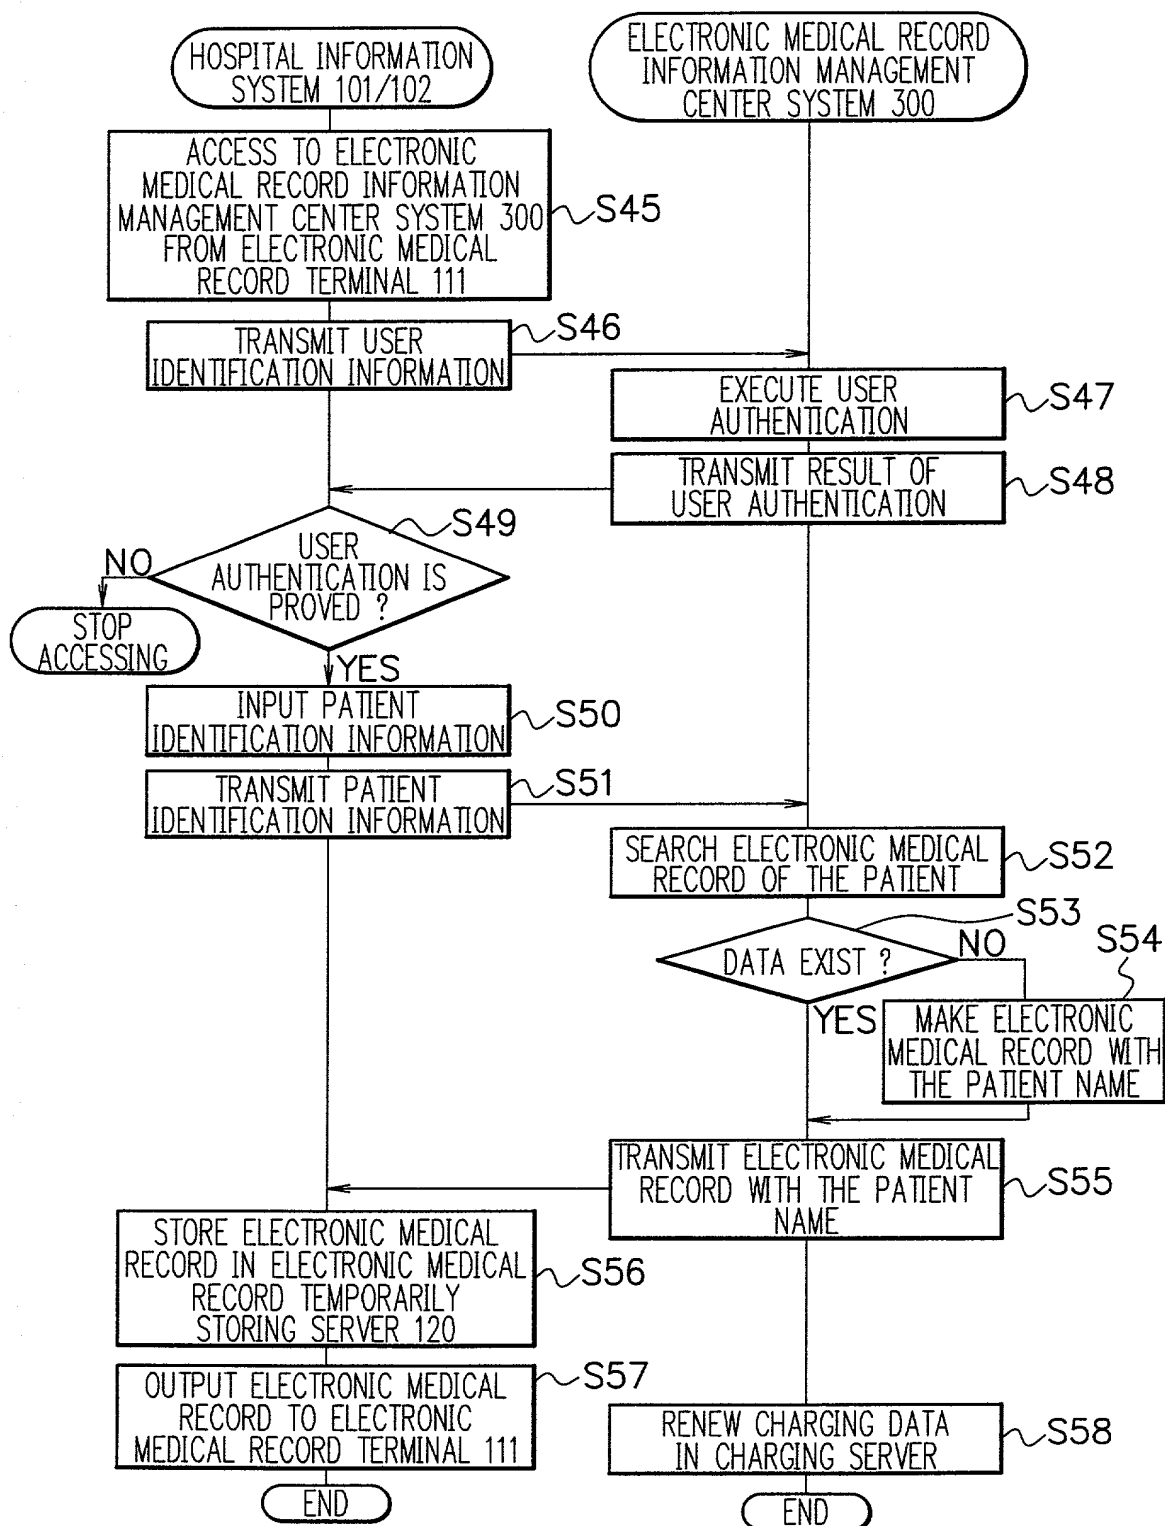 HOSPITAL INFORMATION
SYSTEM 101/102
ELECTRONIC MEDICAL RECORD
INFORMATION MANAGEMENT
CENTER SYSTEM 300
ACCESS TO ELECTRONIC
MEDICAL RECORD INFORMATION
MANAGEMENT CENTER SYSTEM 300
FROM ELECTRONIC MEDICAL
RECORD TERMINAL 111
S45
TRANSMIT USER
IDENTIFICATION INFORMATION
S46
EXECUTE USER
AUTHENTICATION
S47
TRANSMIT RESULT OF
USER AUTHENTICATION
S48
S49
USER
AUTHENTICATION IS
PROVED ?
NO
STOP
ACCESSING
YES
INPUT PATIENT
IDENTIFICATION INFORMATION
S50
TRANSMIT PATIENT
IDENTIFICATION INFORMATION
S51
SEARCH ELECTRONIC MEDICAL
RECORD OF THE PATIENT
S52
S53
DATA EXIST ?
NO
S54
YES
MAKE ELECTRONIC
MEDICAL RECORD WITH
THE PATIENT NAME
TRANSMIT ELECTRONIC MEDICAL
RECORD WITH THE PATIENT
NAME
S55
STORE ELECTRONIC MEDICAL
RECORD IN ELECTRONIC MEDICAL
RECORD TEMPORARILY
STORING SERVER 120
S56
OUTPUT ELECTRONIC MEDICAL
RECORD TO ELECTRONIC
MEDICAL RECORD TERMINAL 111
S57
RENEW CHARGING DATA
IN CHARGING SERVER
S58
END
END